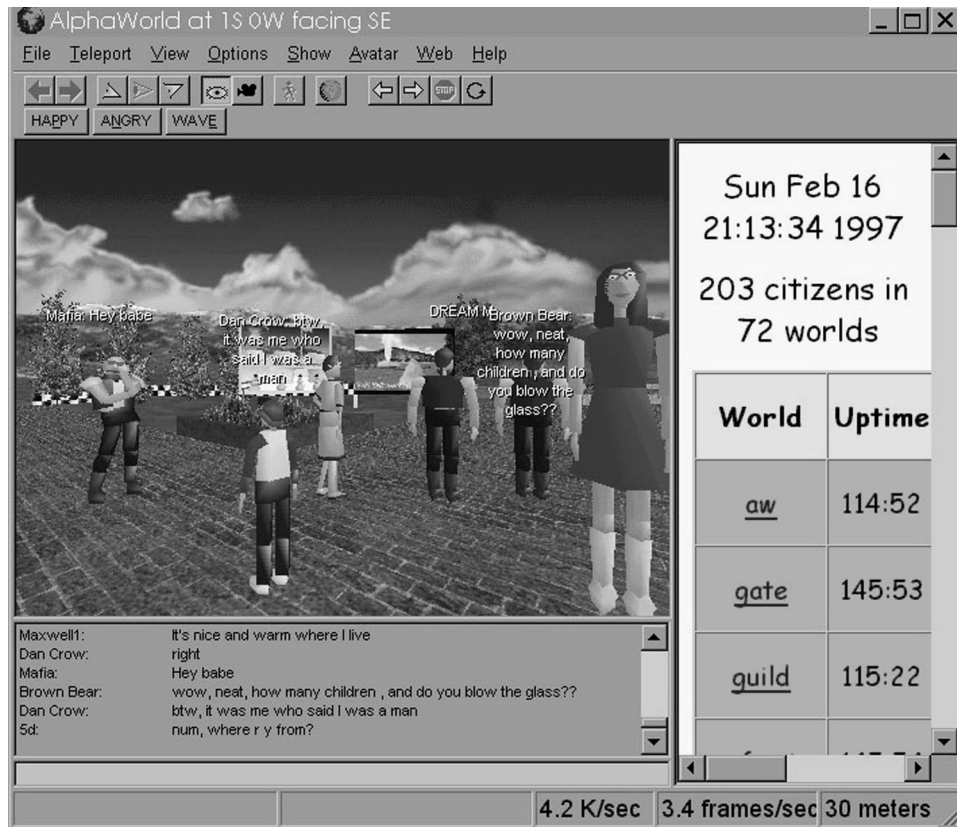 AlphaWorld at 1S 0W facing SE
File Teleport View Options Show Avatar Web Help
STOP
HAPPY ANGRY WAVE
Mafia: Hey babe
Dan Crow: btw,
it was me who
said I was a
man
DREAM M
Brown Bear:
wow, neat,
how many
children , and do
you blow the
glass??
Sun Feb 16
21:13:34 1997
203 citizens in
72 worlds
World Uptime
aw 114:52
gate 145:53
guild 115:22
Maxwell1: It's nice and warm where I live
Dan Crow: right
Mafia: Hey babe
Brown Bear: wow, neat, how many children , and do you blow the glass??
Dan Crow: btw, it was me who said I was a man
5d: num, where r y from?
4.2 K/sec 3.4 frames/sec 30 meters